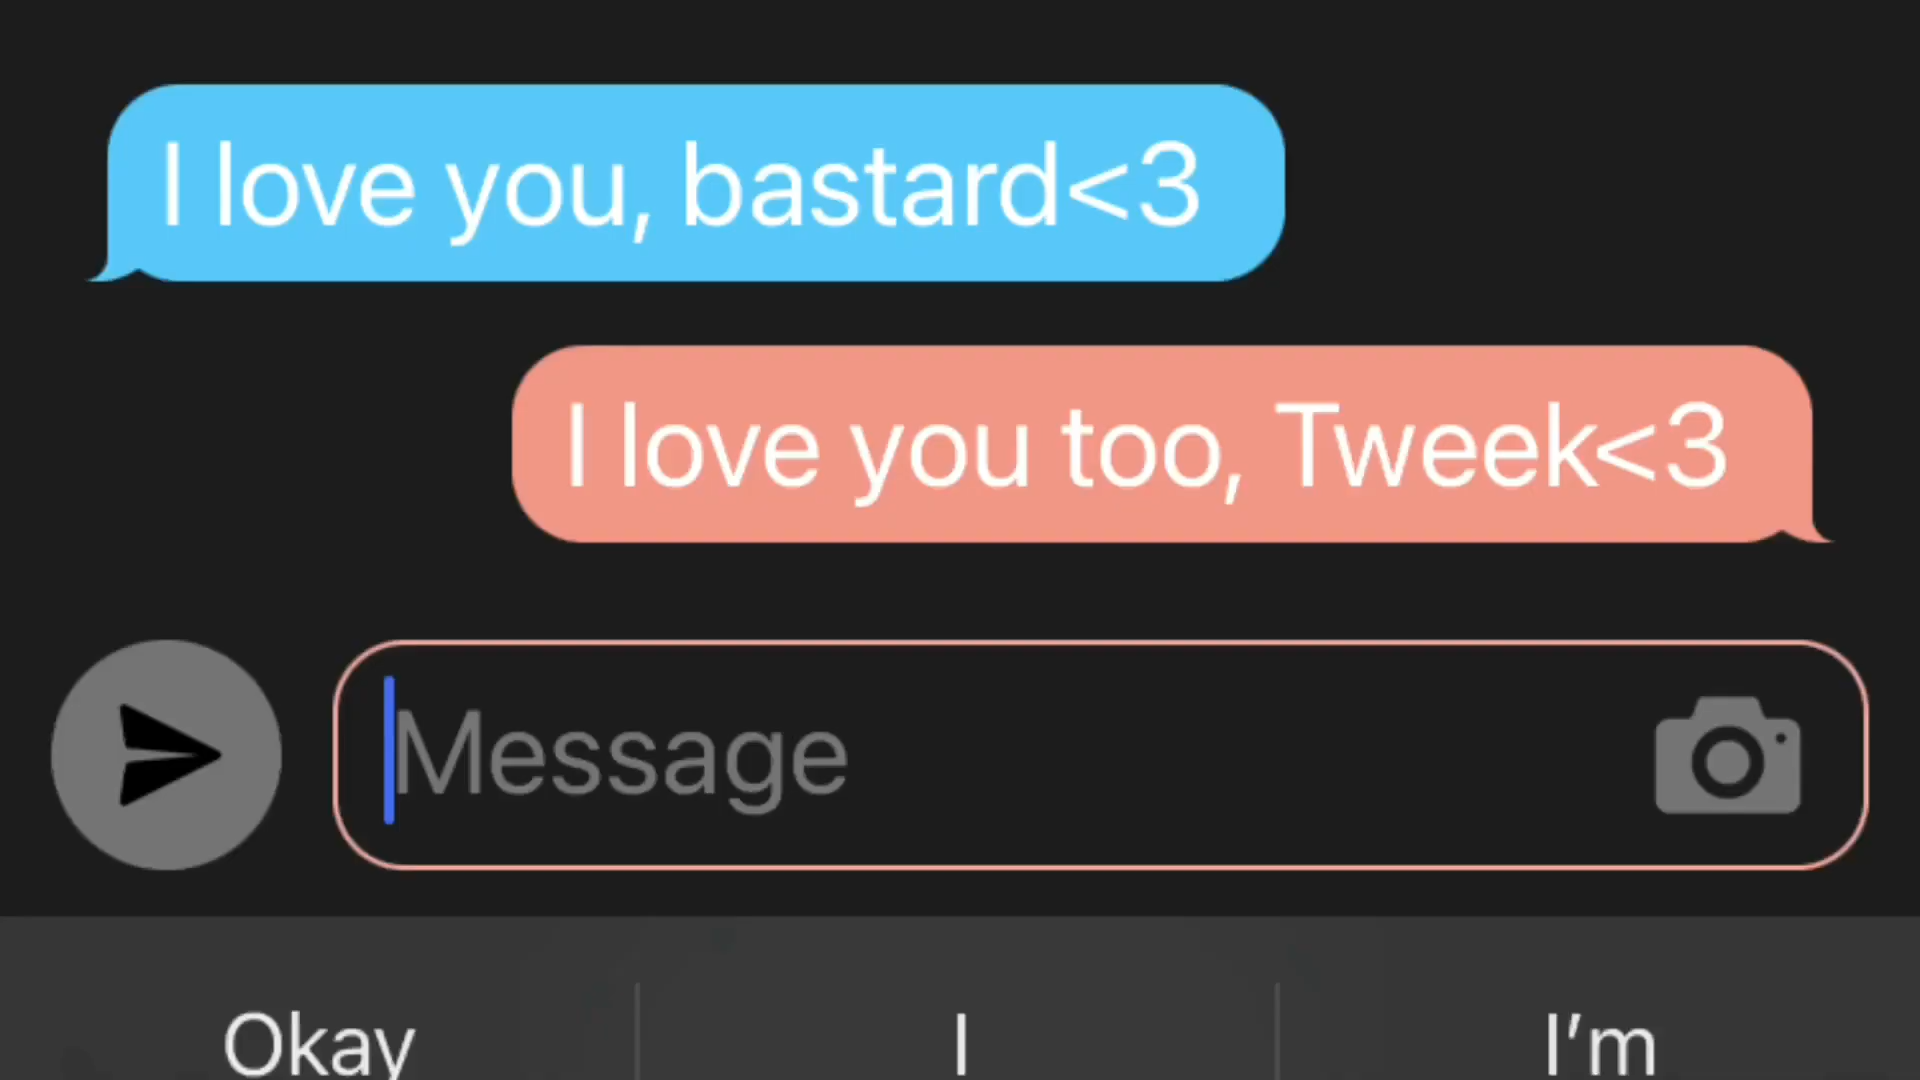 I love you, bastard<3
I love you too, Tweek<3
Message
Okay I I’m